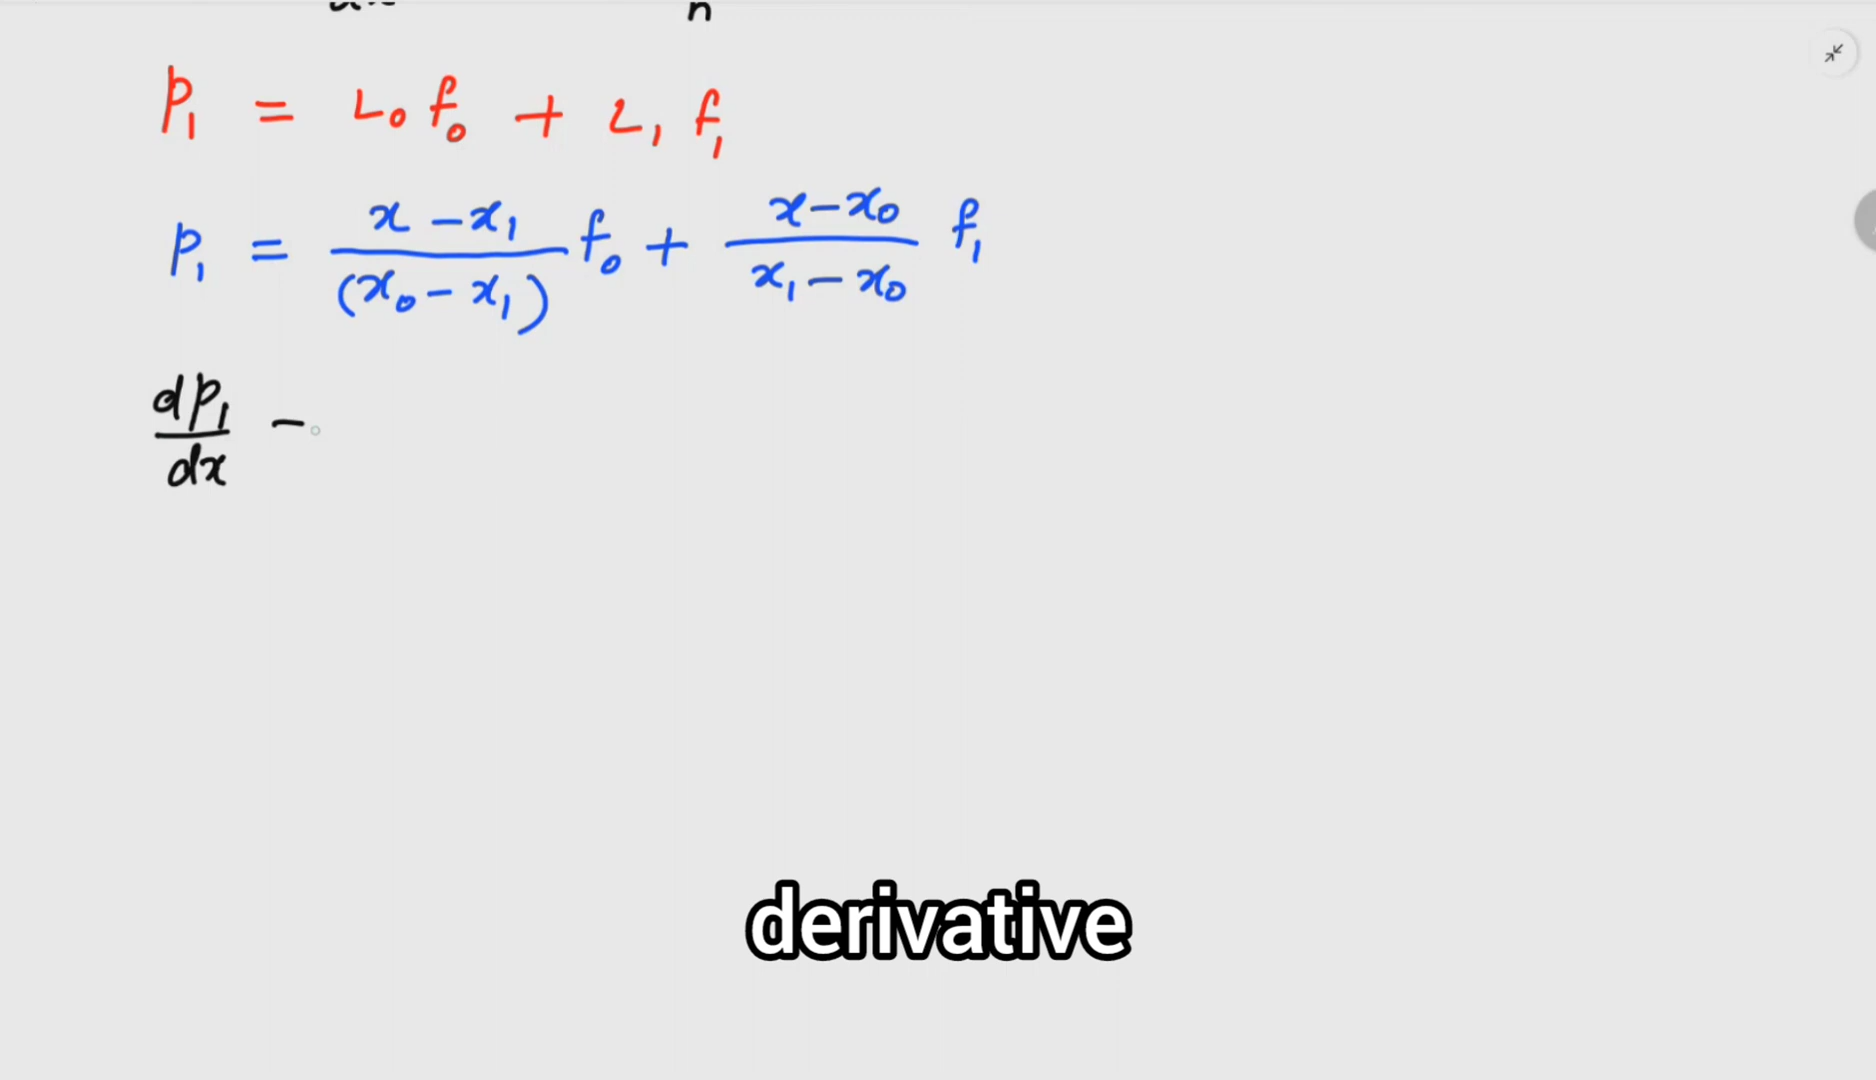 n
P₁ = L₀ f₀ + L₁ f₁
P₁ = x - x₁ / (x₀ - x₁) f₀ + x - x₀ / x₁ - x₀ f₁
dP₁ / dx -
derivative